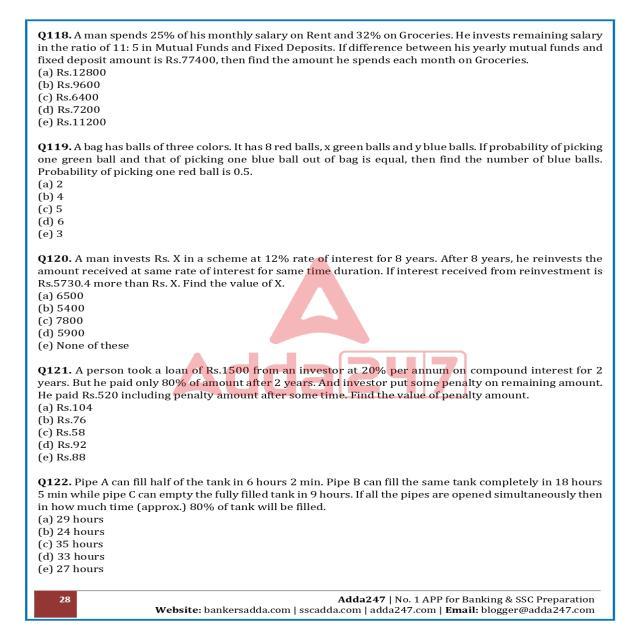 Q118. A man spends 25% of his monthly salary on Rent and 32% on Groceries. He invests remaining salary
in the ratio of 11: 5 in Mutual Funds and Fixed Deposits. If difference between his yearly mutual funds and
fixed deposit amount is Rs.77400, then find the amount he spends each month on Groceries.
(a) Rs.12800
(b) Rs.9600
(c) Rs.6400
(d) Rs.7200
(e) Rs.11200
Q119. A bag has balls of three colors. It has 8 red balls, x green balls and y blue balls. If probability of picking
one green ball and that of picking one blue ball out of bag is equal, then find the number of blue balls.
Probability of picking one red ball is 0.5.
(a) 2
(b) 4
(c) 5
(d) 6
(e) 3
Q120. A man invests Rs. X in a scheme at 12% rate of interest for 8 years. After 8 years, he reinvests the
amount received at same rate of interest for same time duration. If interest received from reinvestment is
Rs.5730.4 more than Rs. X. Find the value of X.
(a) 6500
(b) 5400
(c) 7800
(d) 5900
(e) None of these
Q121. A person took a loan of Rs.1500 from an investor at 20% per annum on compound interest for 2
years. But he paid only 80% of amount after 2 years. And investor put some penalty on remaining amount.
He paid Rs.520 including penalty amount after some time. Find the value of penalty amount.
(a) Rs.104
(b) Rs.76
(c) Rs.58
(d) Rs.92
(e) Rs.88
Adda247
Q122. Pipe A can fill half of the tank in 6 hours 2 min. Pipe B can fill the same tank completely in 18 hours
5 min while pipe C can empty the fully filled tank in 9 hours. If all the pipes are opened simultaneously then
in how much time (approx.) 80% of tank will be filled.
(a) 29 hours
(b) 24 hours
(c) 35 hours
(d) 33 hours
(e) 27 hours
28
Adda247 | No. 1 APP for Banking & SSC Preparation
Website: bankersadda.com | sscadda.com | adda247.com | Email: blogger@adda247.com